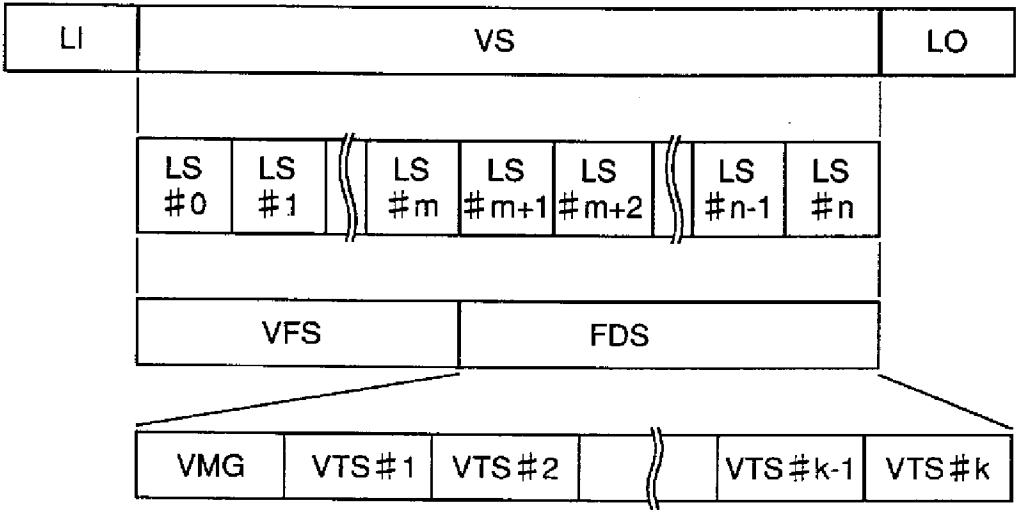 LI VS LO
LS LS LS LS LS LS LS
#0 #1 #m #m+1 #m+2 #n-1 #n
VFS FDS
VMG VTS#1 VTS#2 VTS#k-1 VTS#k